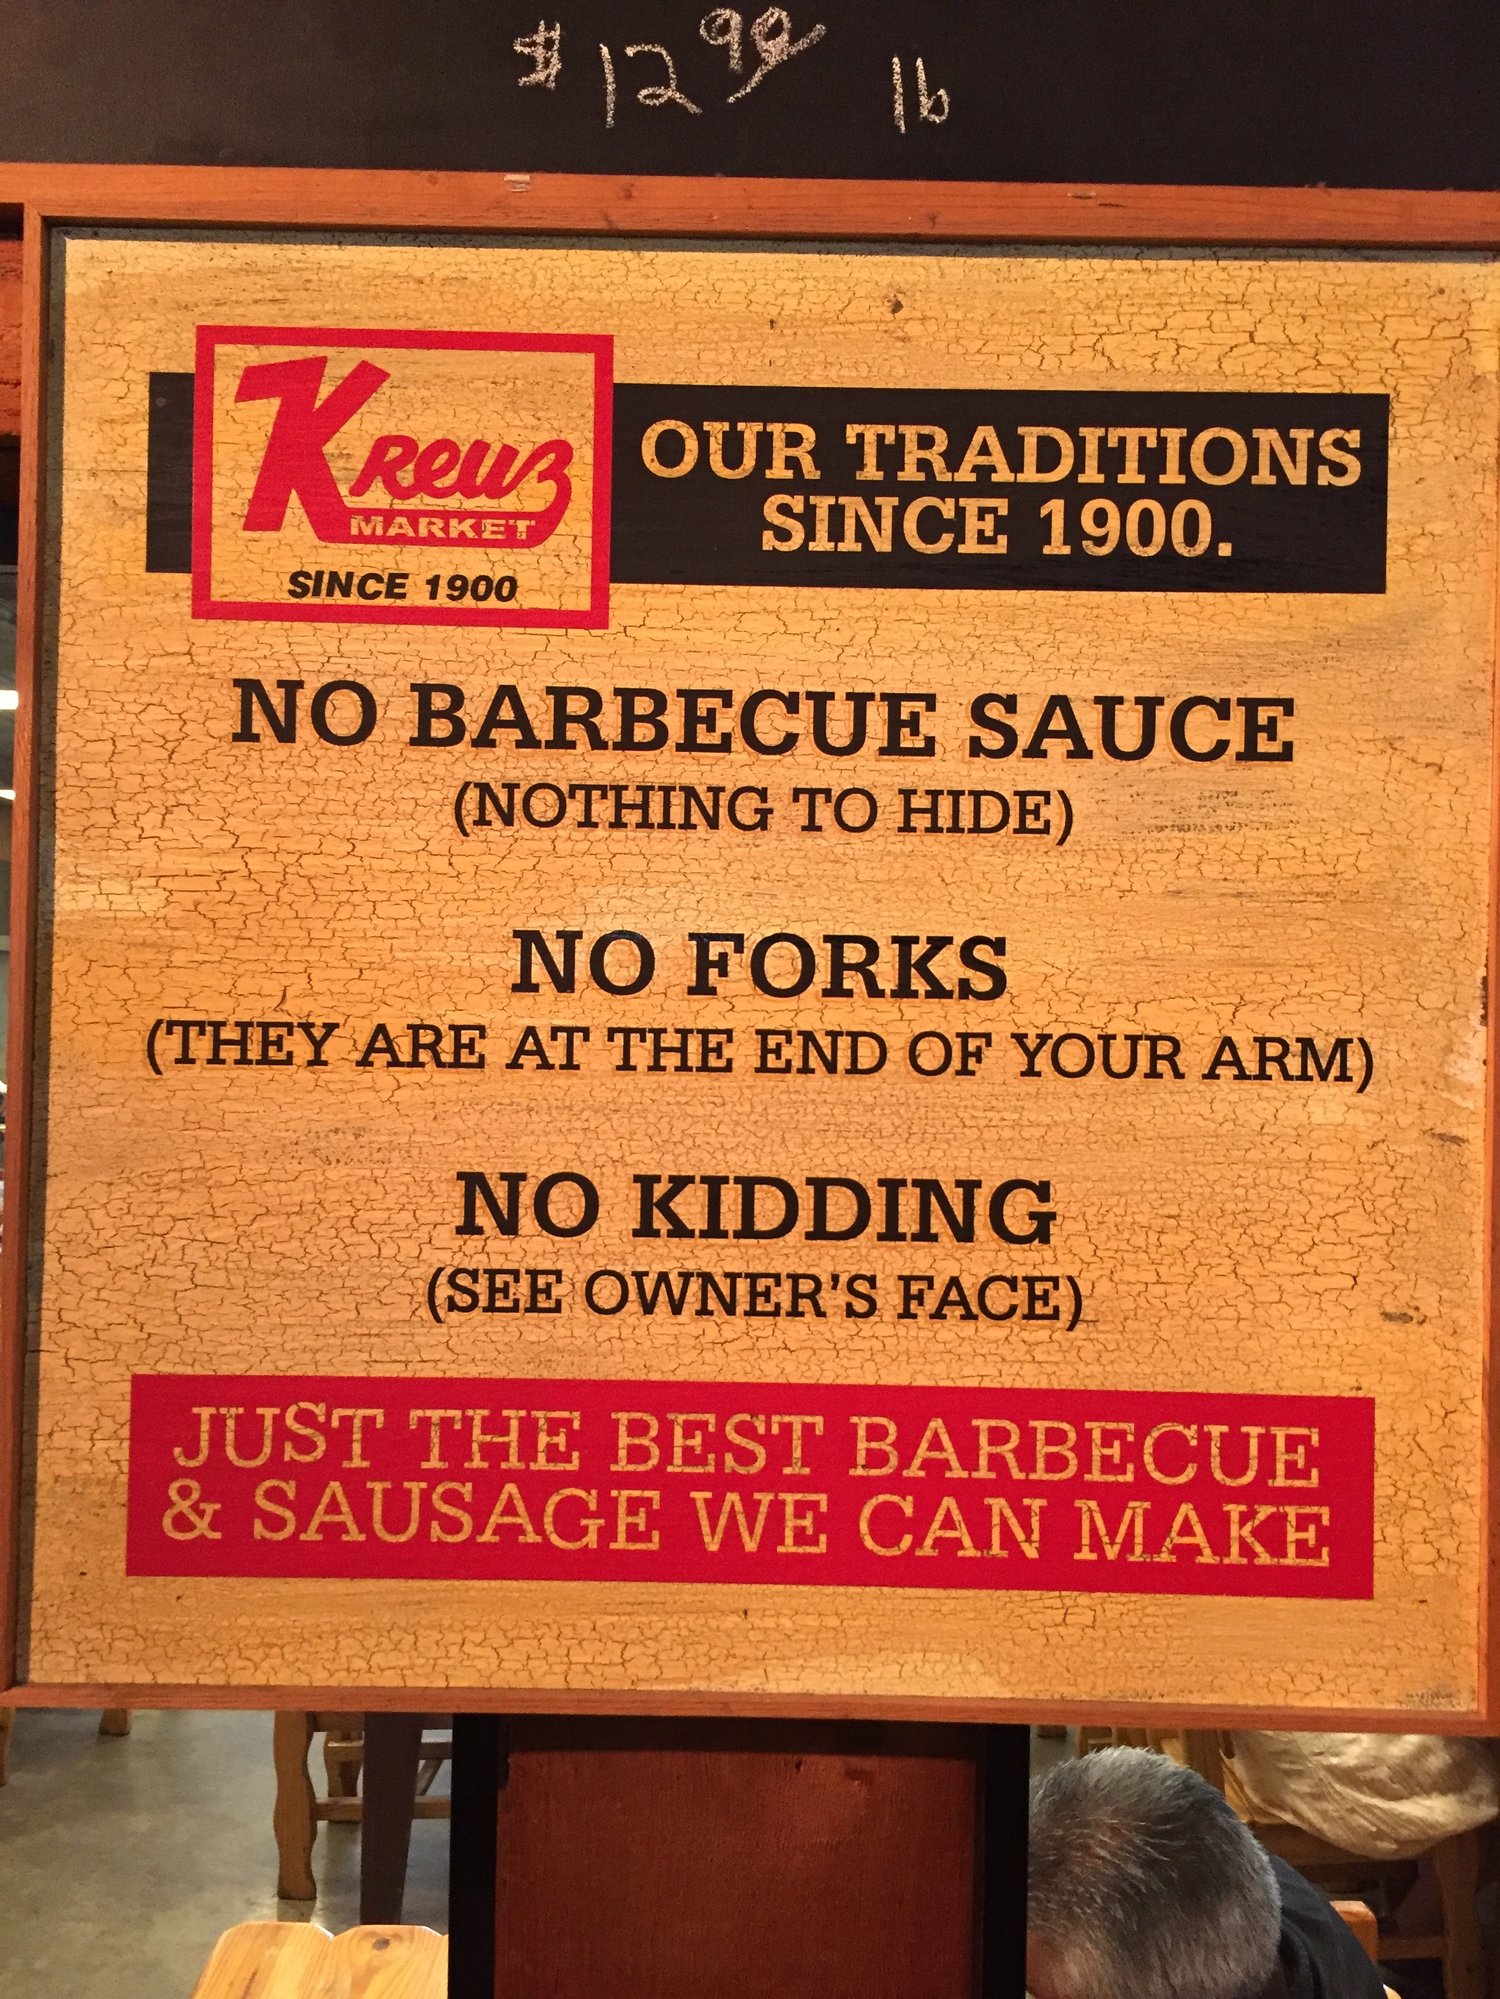 $ 12 99 lb
Kreuz
MARKET
SINCE 1900
OUR TRADITIONS
SINCE 1900.
NO BARBECUE SAUCE
(NOTHING TO HIDE)
NO FORKS
(THEY ARE AT THE END OF YOUR ARM)
NO KIDDING
(SEE OWNER'S FACE)
JUST THE BEST BARBECUE
& SAUSAGE WE CAN MAKE